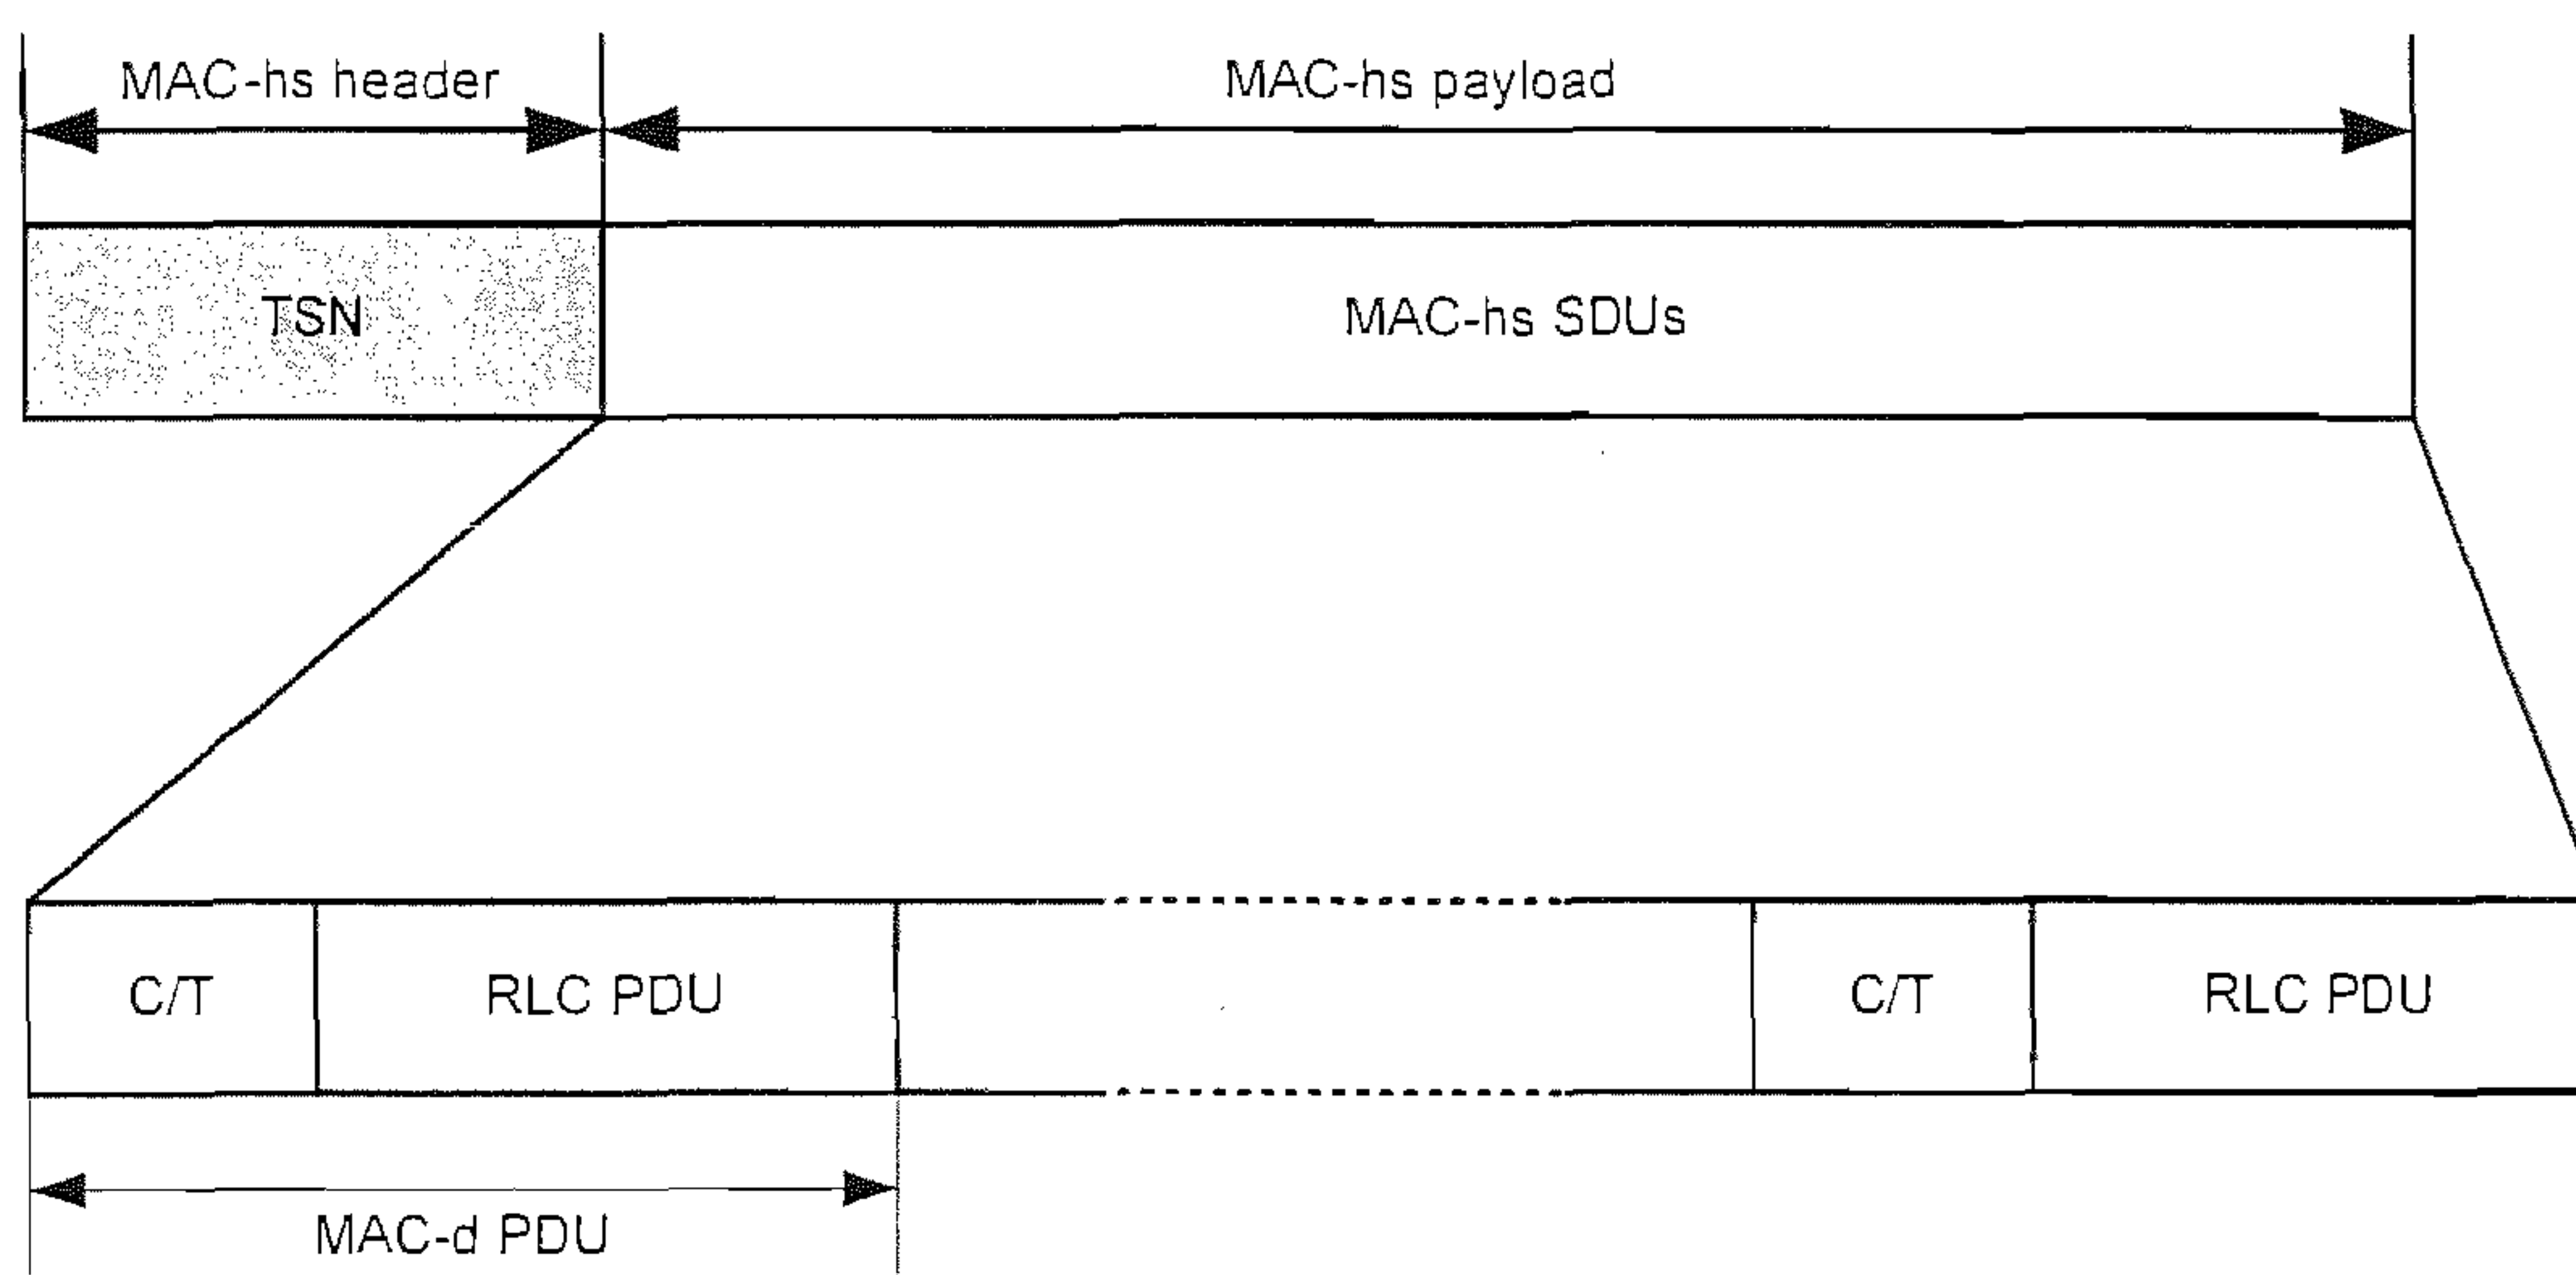 MAC-hs header
MAC-hs payload
TSN
MAC-hs SDUs
C/T
RLC PDU
C/T
RLC PDU
MAC-d PDU